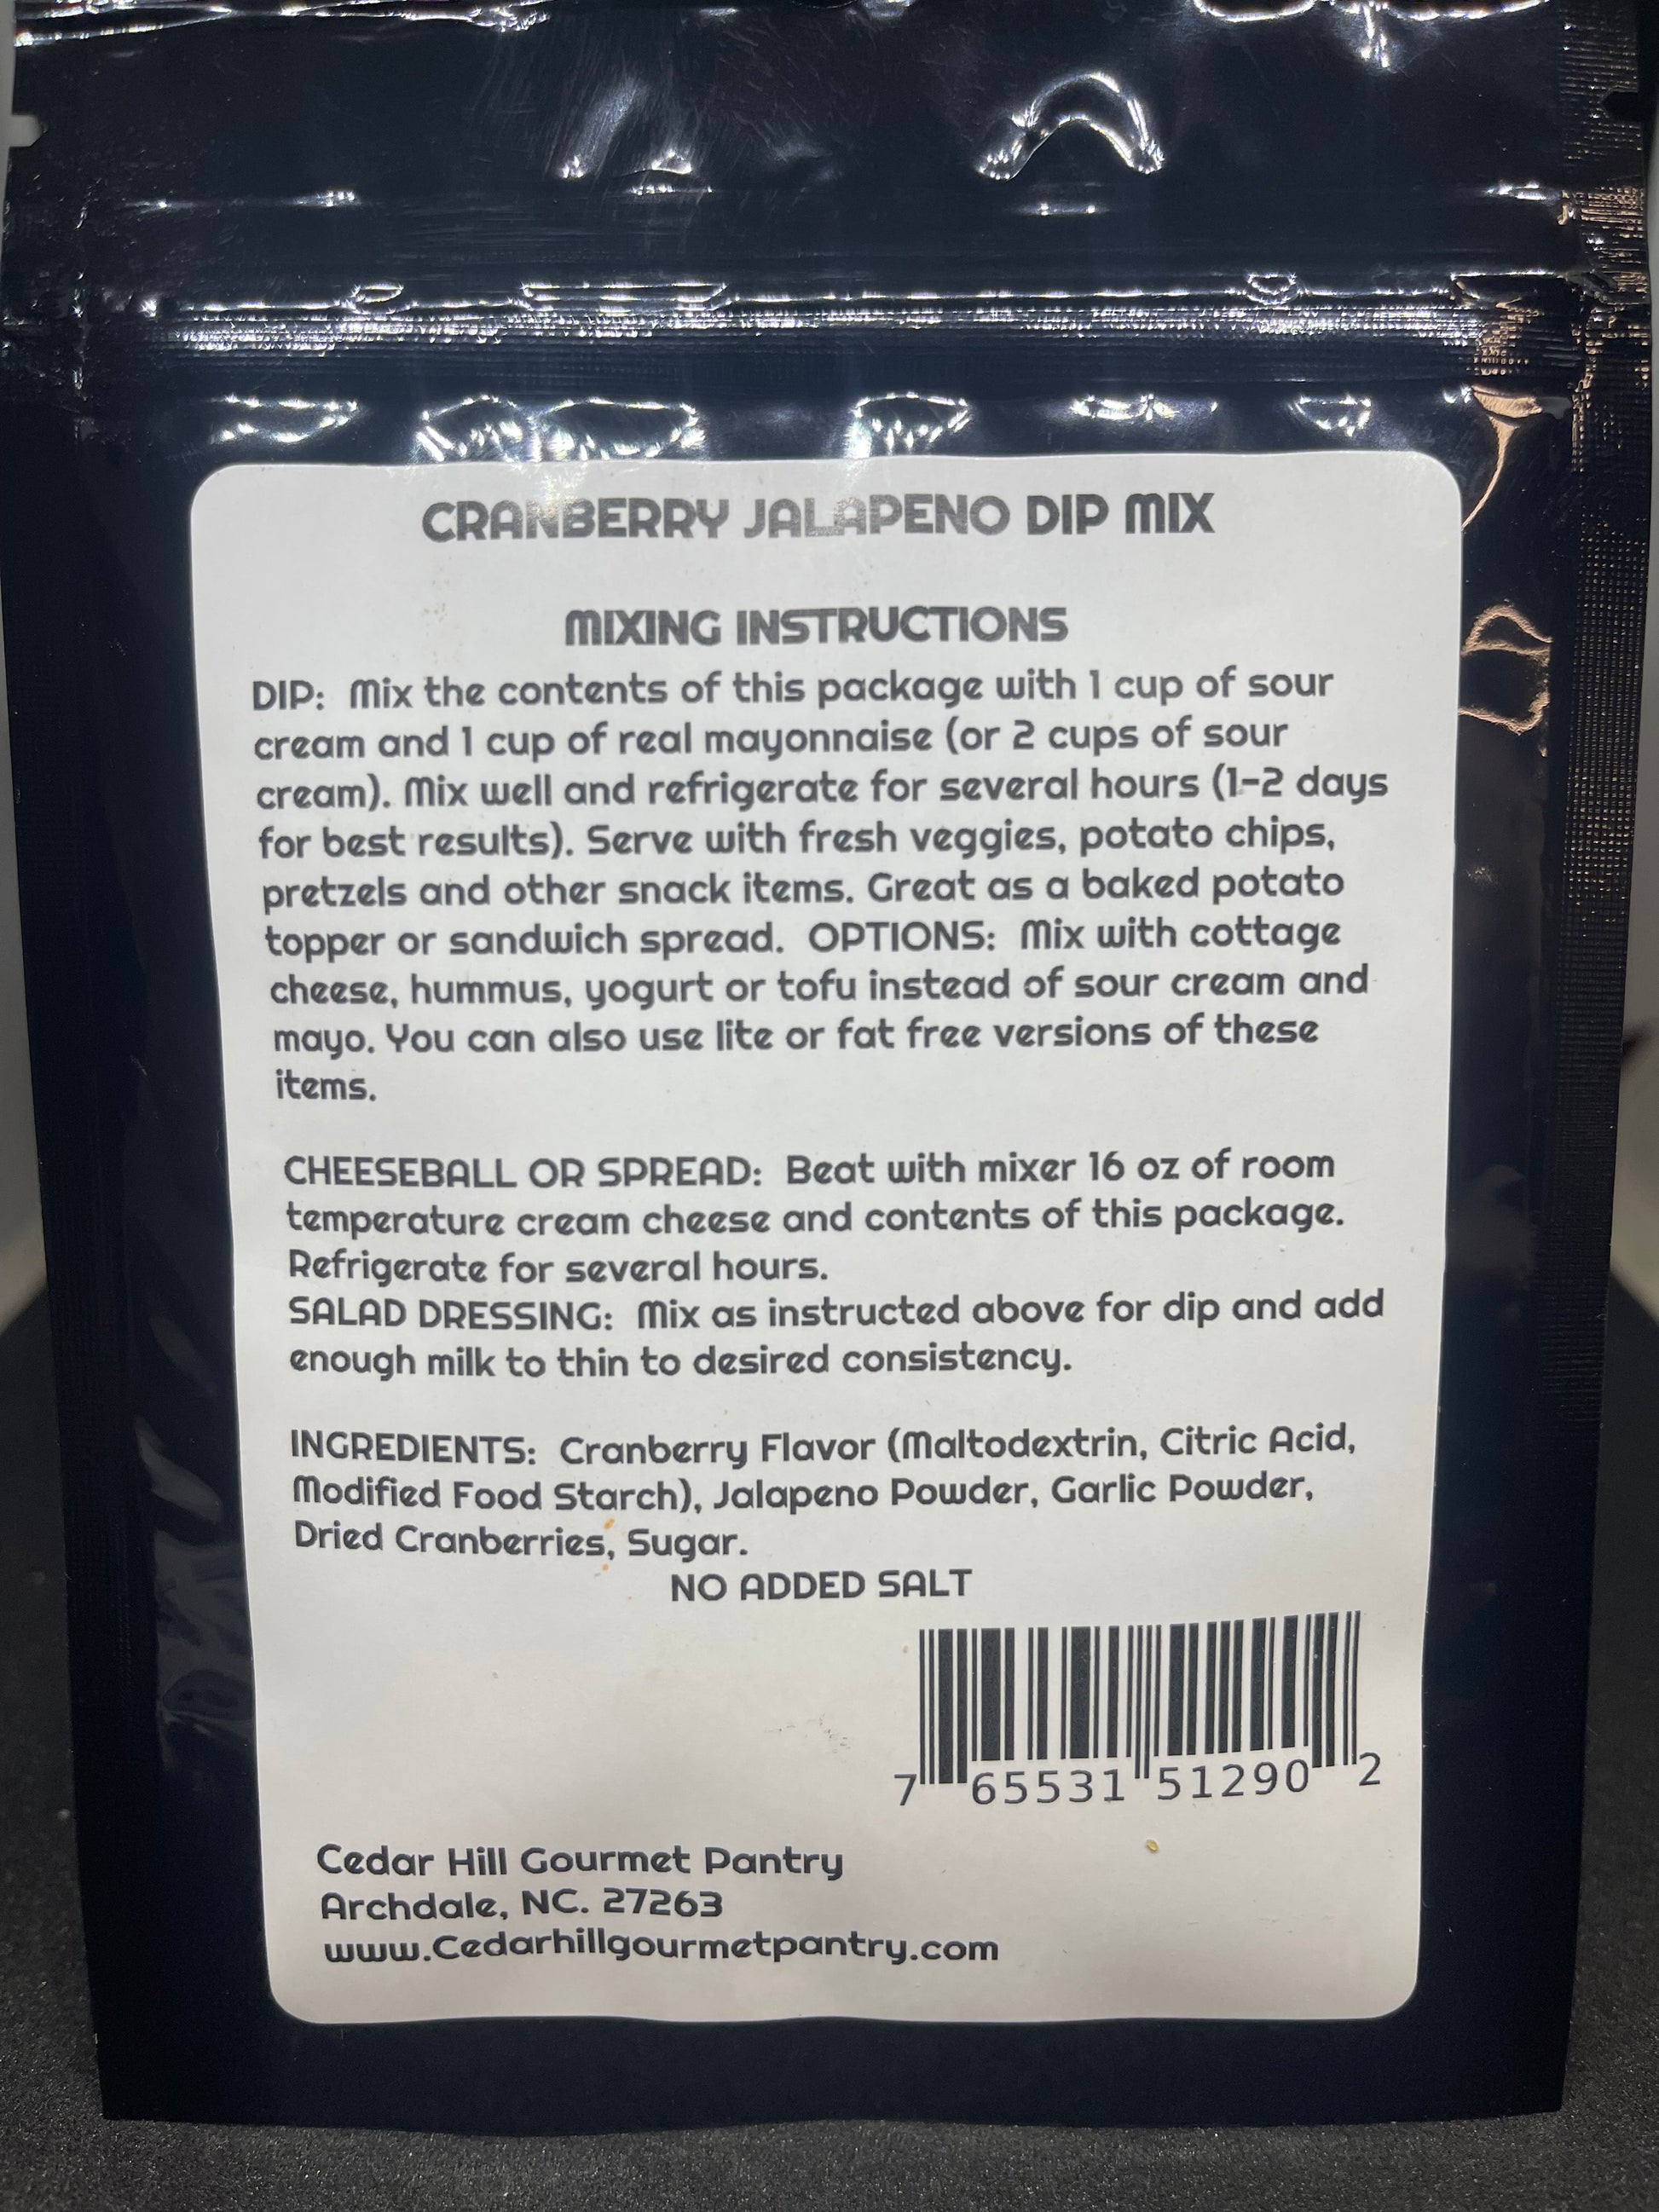 CRANBERRY JALAPENO DIP MIX
MIXING INSTRUCTIONS
DIP: Mix the contents of this package with 1 cup of sour
cream and 1 cup of real mayonnaise (or 2 cups of sour
cream). Mix well and refrigerate for several hours (1-2 days
for best results). Serve with fresh veggies, potato chips,
pretzels and other snack items. Great as a baked potato
topper or sandwich spread. OPTIONS: Mix with cottage
cheese, hummus, yogurt or tofu instead of sour cream and
mayo. You can also use lite or fat free versions of these
items.
CHEESEBALL OR SPREAD: Beat with mixer 16 oz of room
temperature cream cheese and contents of this package.
Refrigerate for several hours.
SALAD DRESSING: Mix as instructed above for dip and add
enough milk to thin to desired consistency.
INGREDIENTS: Cranberry Flavor (Maltodextrin, Citric Acid,
Modified Food Starch), Jalapeno Powder, Garlic Powder,
Dried Cranberries, Sugar.
NO ADDED SALT
7 65531 51290 2
Cedar Hill Gourmet Pantry
Archdale, NC. 27263
www.Cedarhillgourmetpantry.com